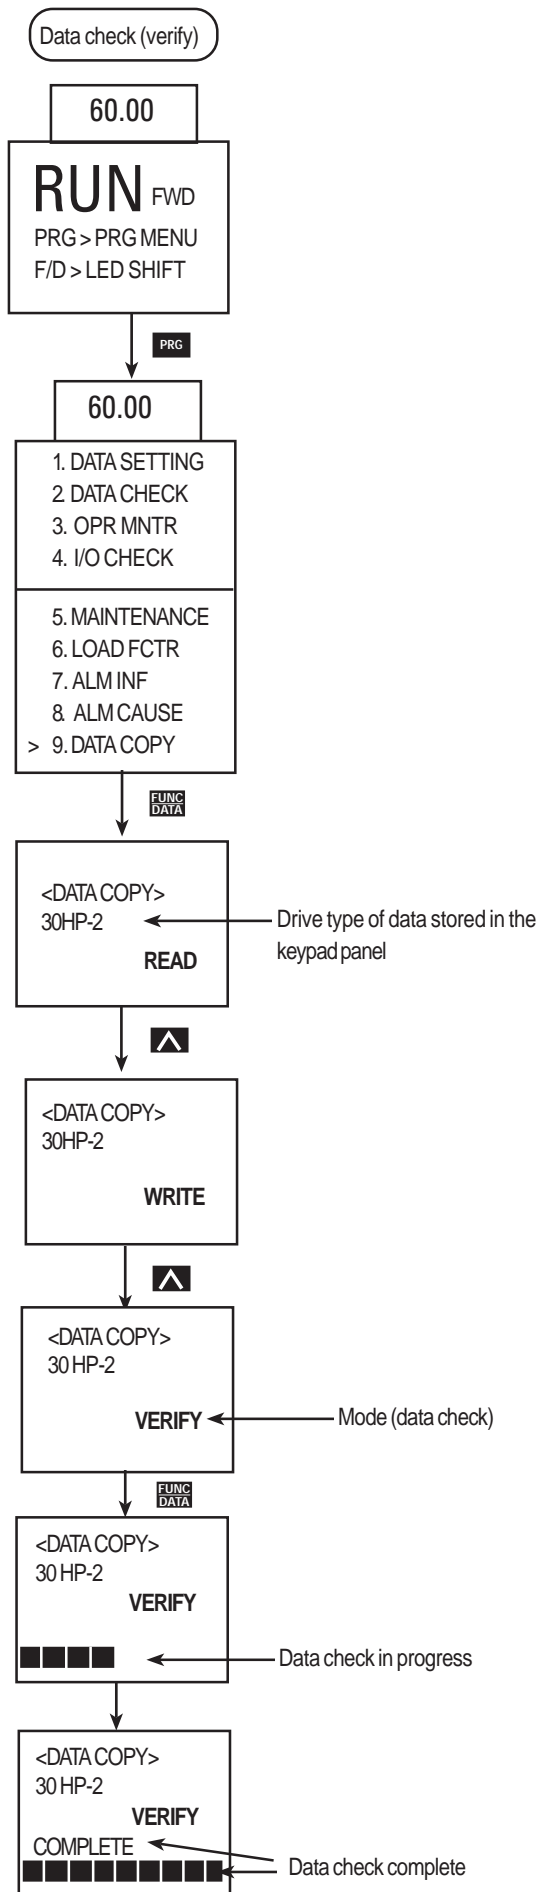 Data check (verify)
60.00
RUN FWD
PRG > PRG MENU
F/D > LED SHIFT
PRG
60.00
1. DATA SETTING
2 DATA CHECK
3. OPR MNTR
4. I/O CHECK
5. MAINTENANCE
6. LOAD FCTR
7. ALM INF
8. ALM CAUSE
> 9. DATA COPY
FUNC
DATA
<DATA COPY>
30HP-2
Drive type of data stored in the
keypad panel
READ
<DATA COPY>
30HP-2
WRITE
<DATA COPY>
30 HP-2
VERIFY
Mode (data check)
FUNC
DATA
<DATA COPY>
30 HP-2
VERIFY
Data check in progress
<DATA COPY>
30 HP-2
VERIFY
COMPLETE
Data check complete